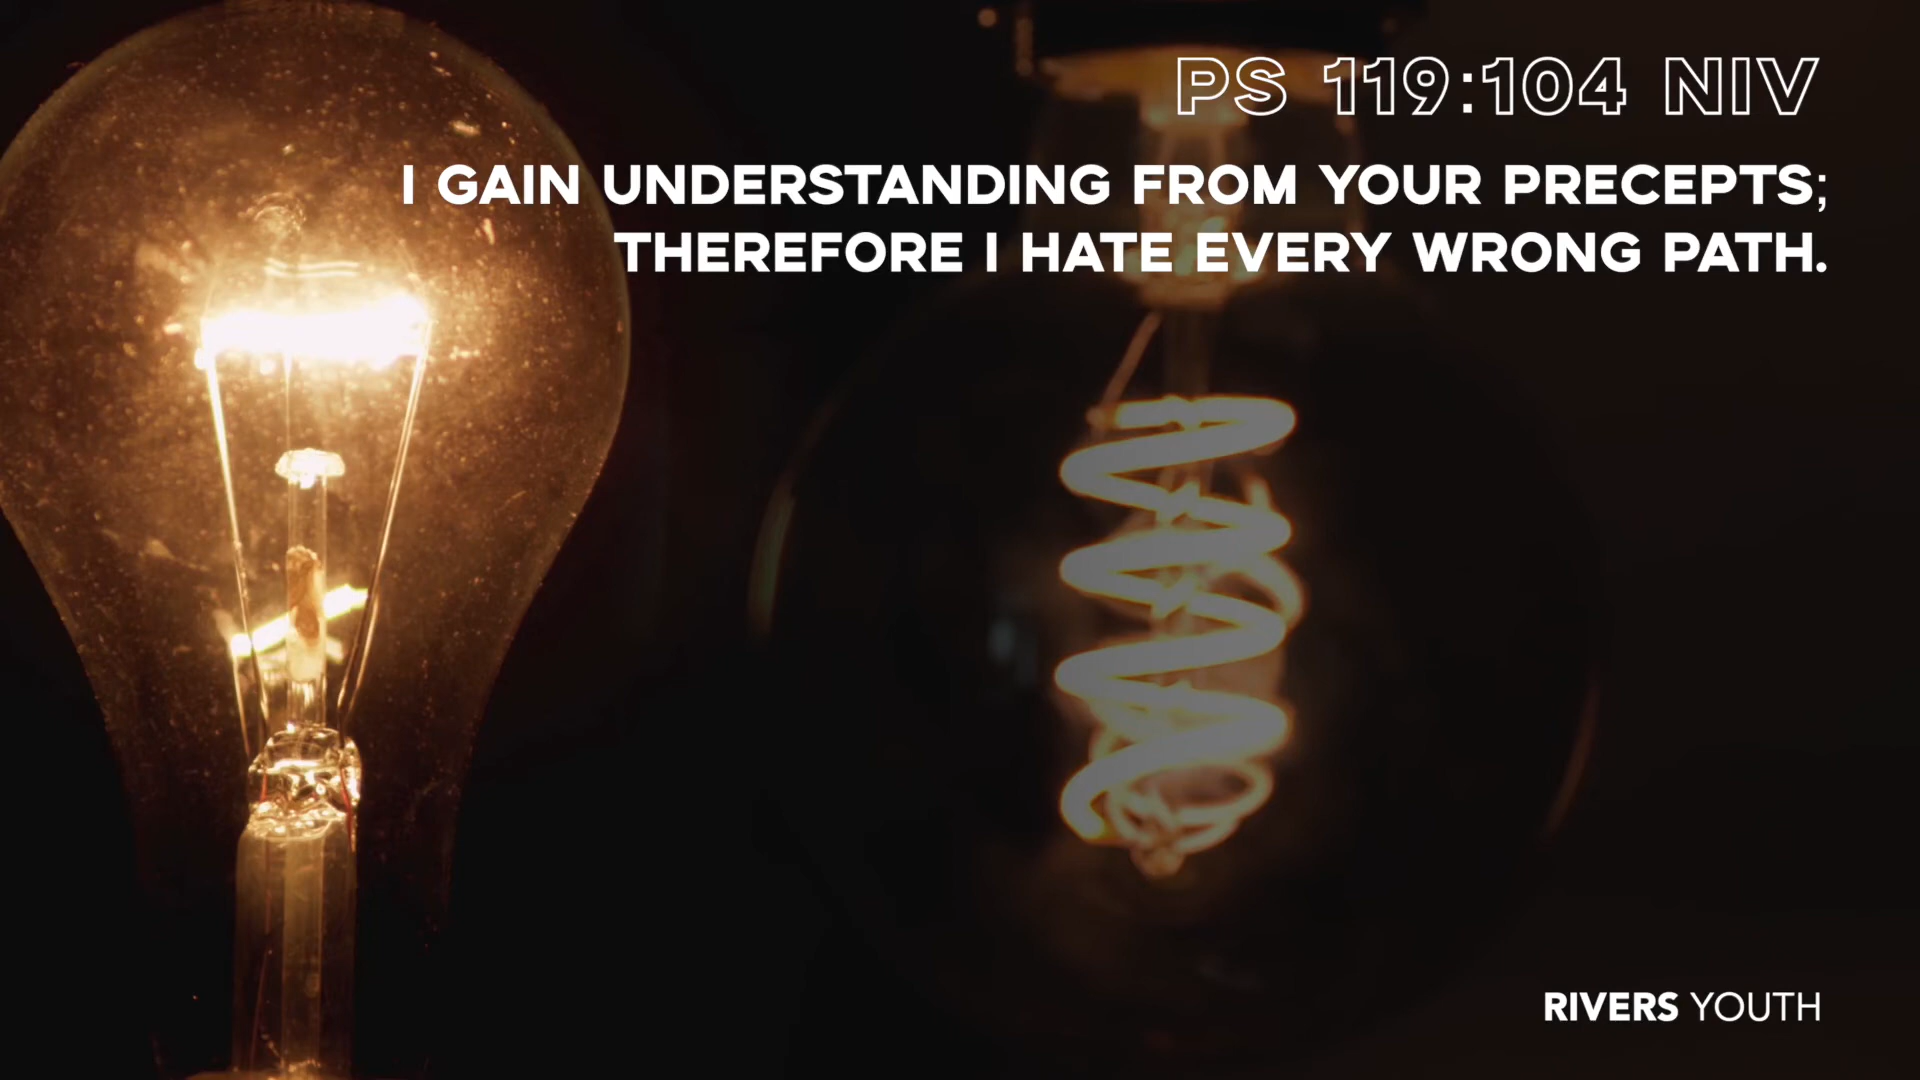 PS 119:104 NIV
I GAIN UNDERSTANDING FROM YOUR PRECEPTS;
THEREFORE I HATE EVERY WRONG PATH.
RIVERS YOUTH